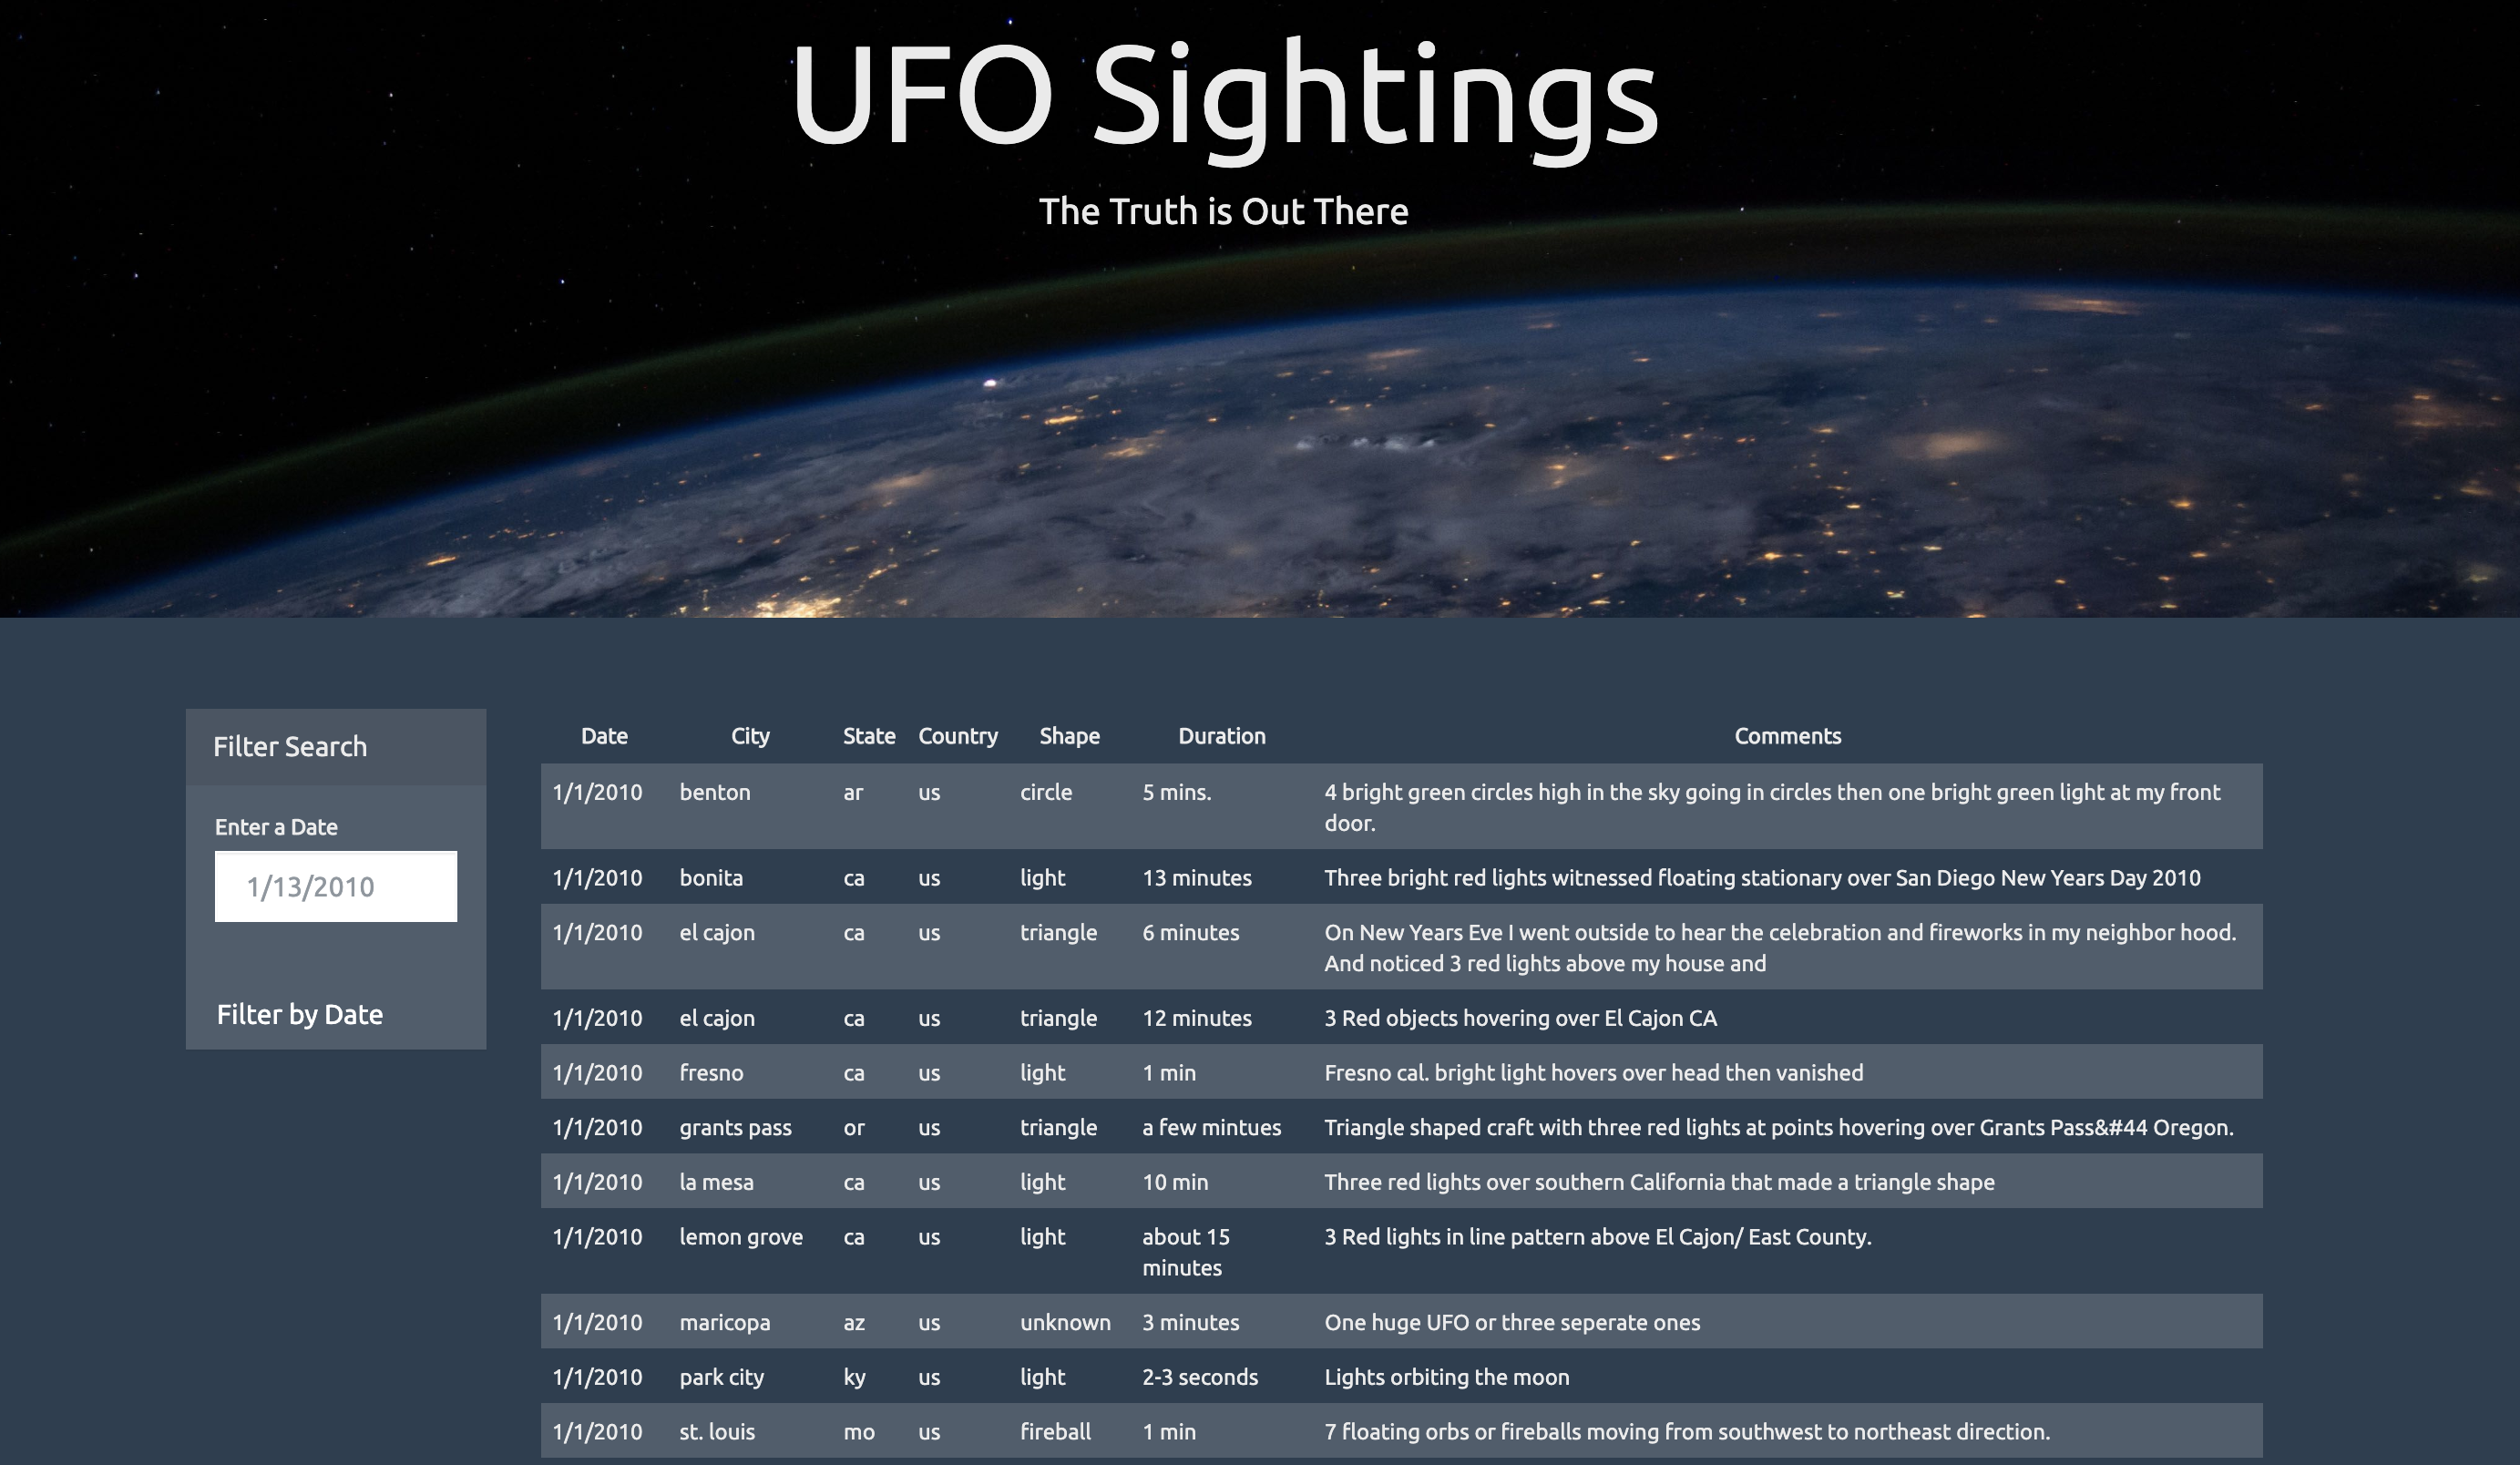 UFO Sightings
The Truth is Out There
Filter Search
Enter a Date
1/13/2010
Filter by Date
Date City State Country Shape Duration Comments
1/1/2010 benton ar us circle 5 mins. 4 bright green circles high in the sky going in circles then one bright green light at my front
door.
1/1/2010 bonita ca us light 13 minutes Three bright red lights witnessed floating stationary over San Diego New Years Day 2010
1/1/2010 el cajon ca us triangle 6 minutes On New Years Eve I went outside to hear the celebration and fireworks in my neighbor hood.
And noticed 3 red lights above my house and
1/1/2010 el cajon ca us triangle 12 minutes 3 Red objects hovering over El Cajon CA
1/1/2010 fresno ca us light 1 min Fresno cal. bright light hovers over head then vanished
1/1/2010 grants pass or us triangle a few mintues Triangle shaped craft with three red lights at points hovering over Grants Pass&#44 Oregon.
1/1/2010 la mesa ca us light 10 min Three red lights over southern California that made a triangle shape
1/1/2010 lemon grove ca us light about 15 3 Red lights in line pattern above El Cajon/ East County.
minutes
1/1/2010 maricopa az us unknown 3 minutes One huge UFO or three seperate ones
1/1/2010 park city ky us light 2-3 seconds Lights orbiting the moon
1/1/2010 st. louis mo us fireball 1 min 7 floating orbs or fireballs moving from southwest to northeast direction.